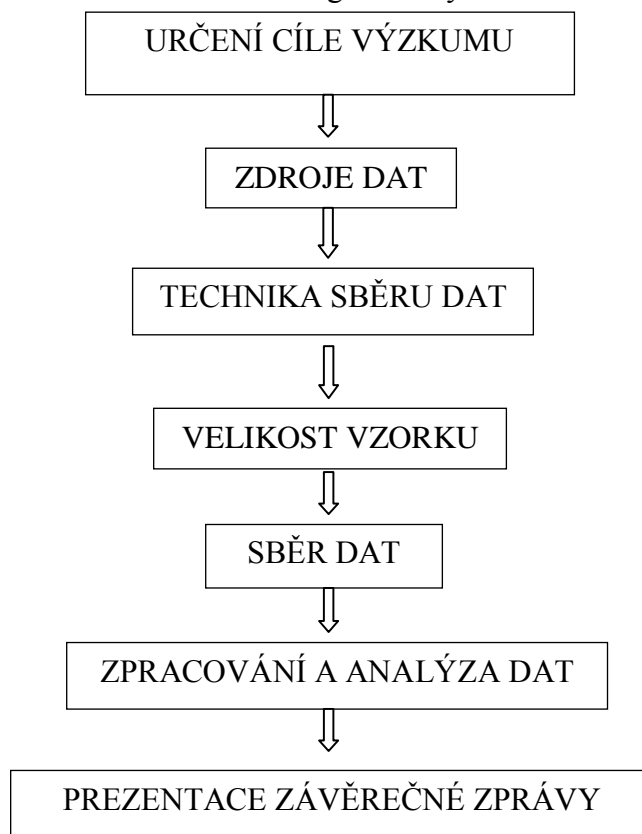 URČENÍ CÍLE VÝZKUMU
ZDROJE DAT
TECHNIKA SBĚRU DAT
VELIKOST VZORKU
SBĚR DAT
ZPRACOVÁNÍ A ANALÝZA DAT
PREZENTACE ZÁVĚREČNÉ ZPRÁVY